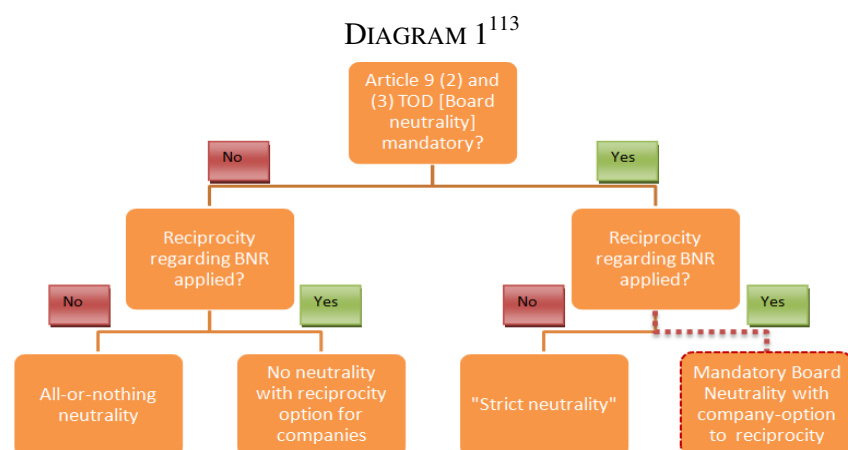 DIAGRAM 1113
Article 9 (2) and
(3) TOD [Board
neutrality]
mandatory?
No
Yes
Reciprocity
regarding BNR
applied?
Reciprocity
regarding BNR
applied?
No
Yes
No
Yes
All-or-nothing
neutrality
No neutrality
with reciprocity
option for
companies
"Strict neutrality"
Mandatory Board
Neutrality with
company-option
to reciprocity